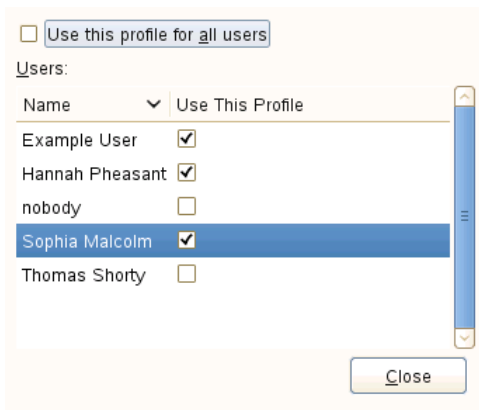 Use this profile for all users
Users:
Name Use This Profile
Example User
Hannah Pheasant
nobody
Sophia Malcolm
Thomas Shorty
Close